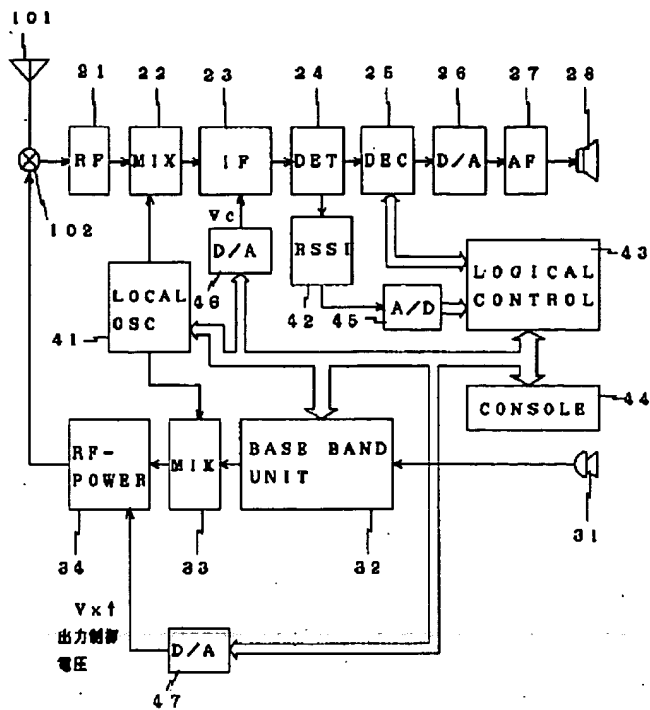 101
21 22 23 24 25 26 27 28
RF MIX IF DET DEC D/A AF
102
Vc
D/A
46
RSSI
42
A/D
45
LOGICAL
CONTROL
43
LOCAL
OSC
41
CONSOLE
44
RF-
POWER
34
MIX
33
BASE BAND
UNIT
32
31
Vxt
出力制御
電圧
D/A
47